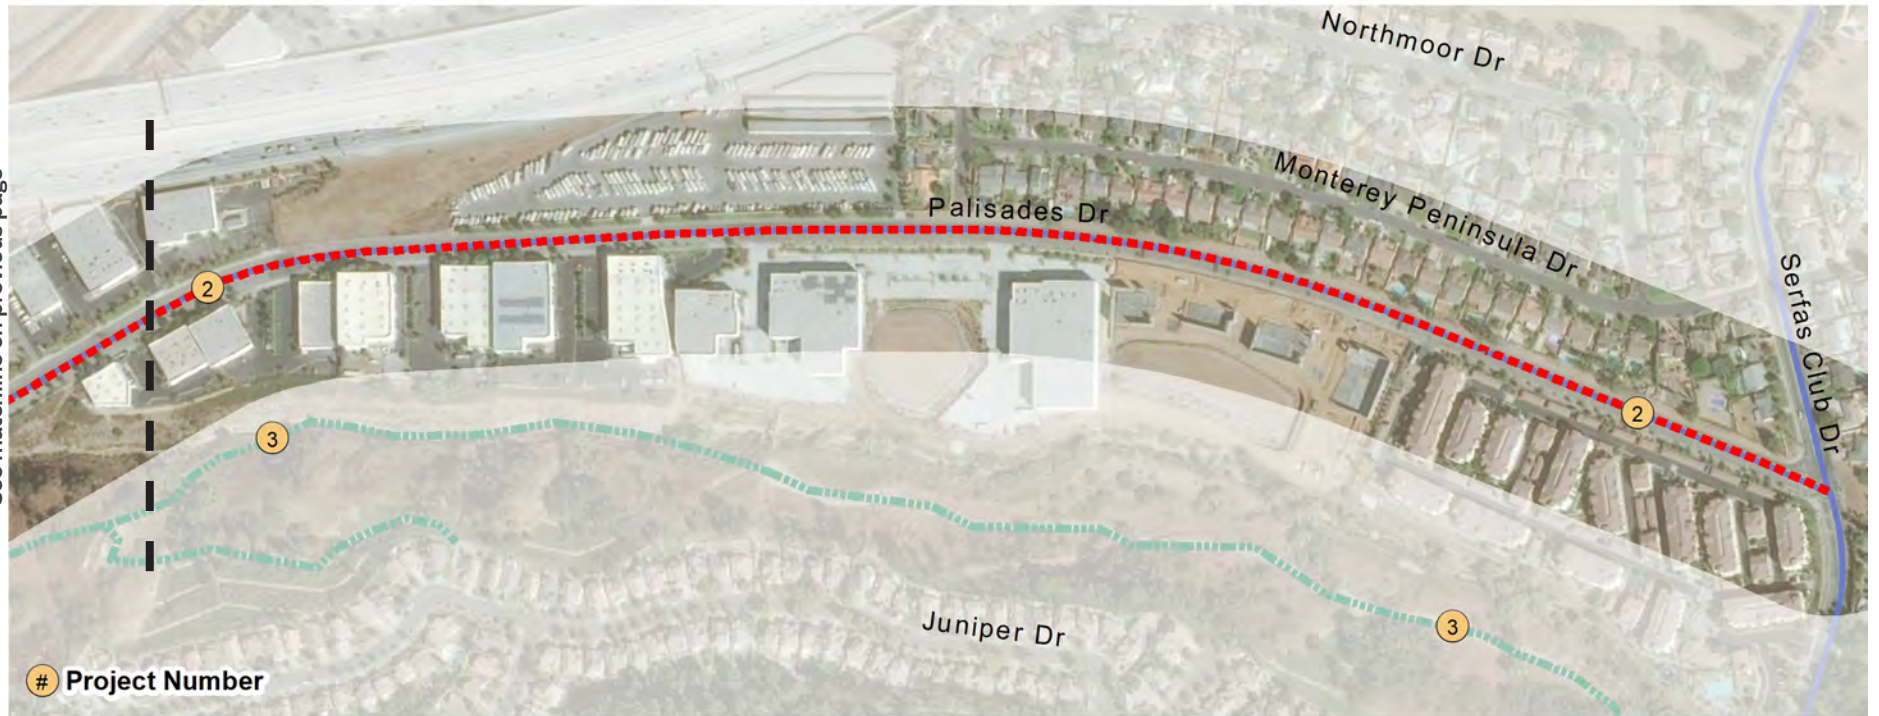 Northmoor Dr
Monterey Peninsula Dr
Palisades Dr
Serfas Club Dr
2
2
3
3
Juniper Dr
# Project Number